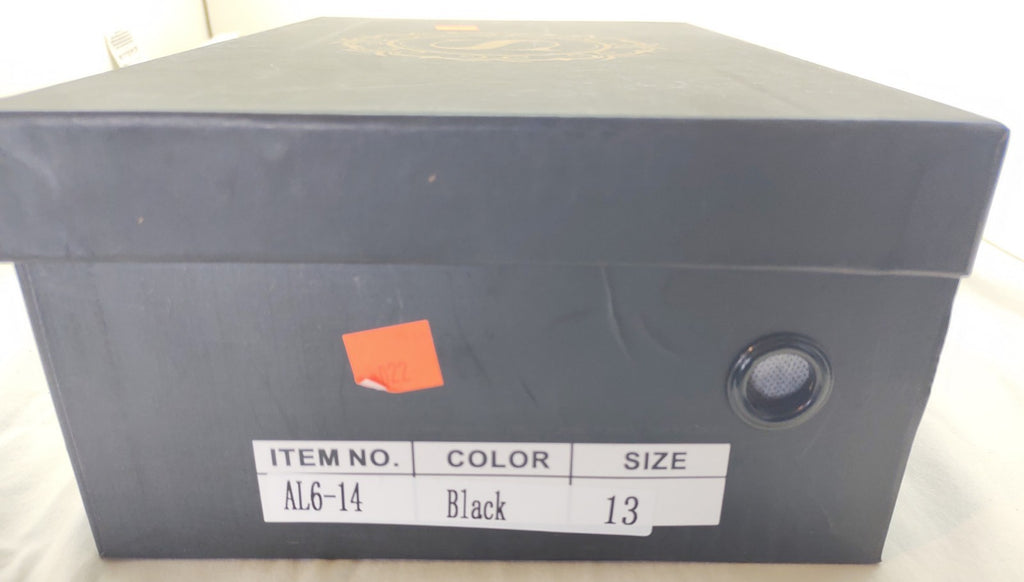 ITEM NO. COLOR SIZE
AL6-14 Black 13